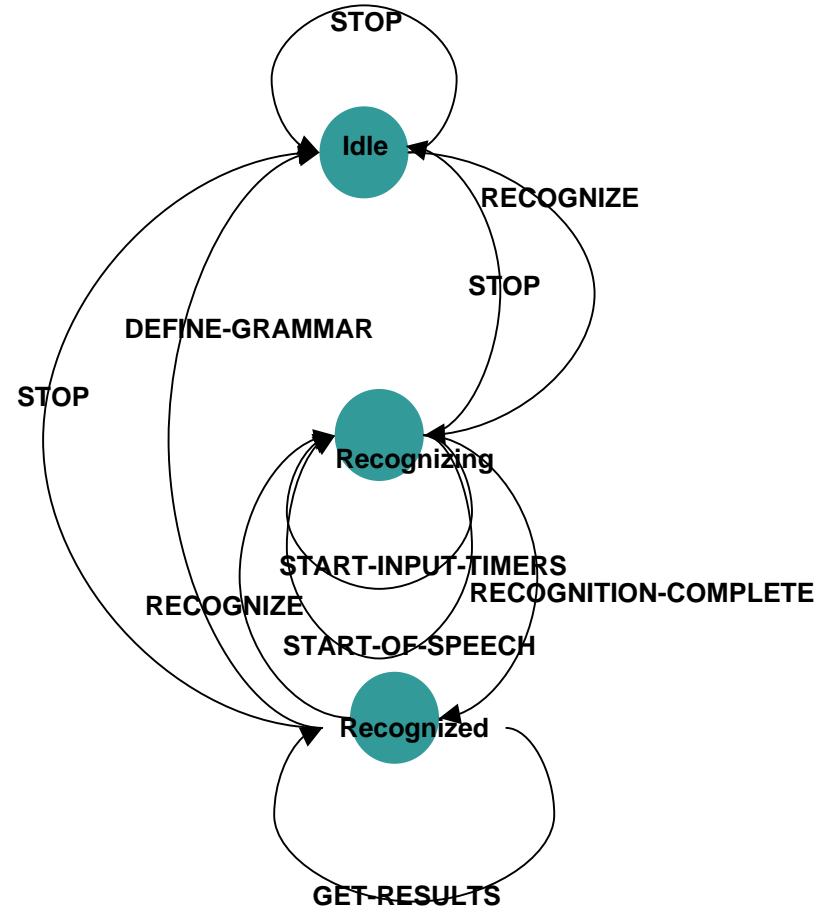 STOP
Idle
RECOGNIZE
STOP
DEFINE-GRAMMAR
STOP
Recognizing
START-INPUT-TIMERS
RECOGNITION-COMPLETE
RECOGNIZE
START-OF-SPEECH
Recognized
GET-RESULTS